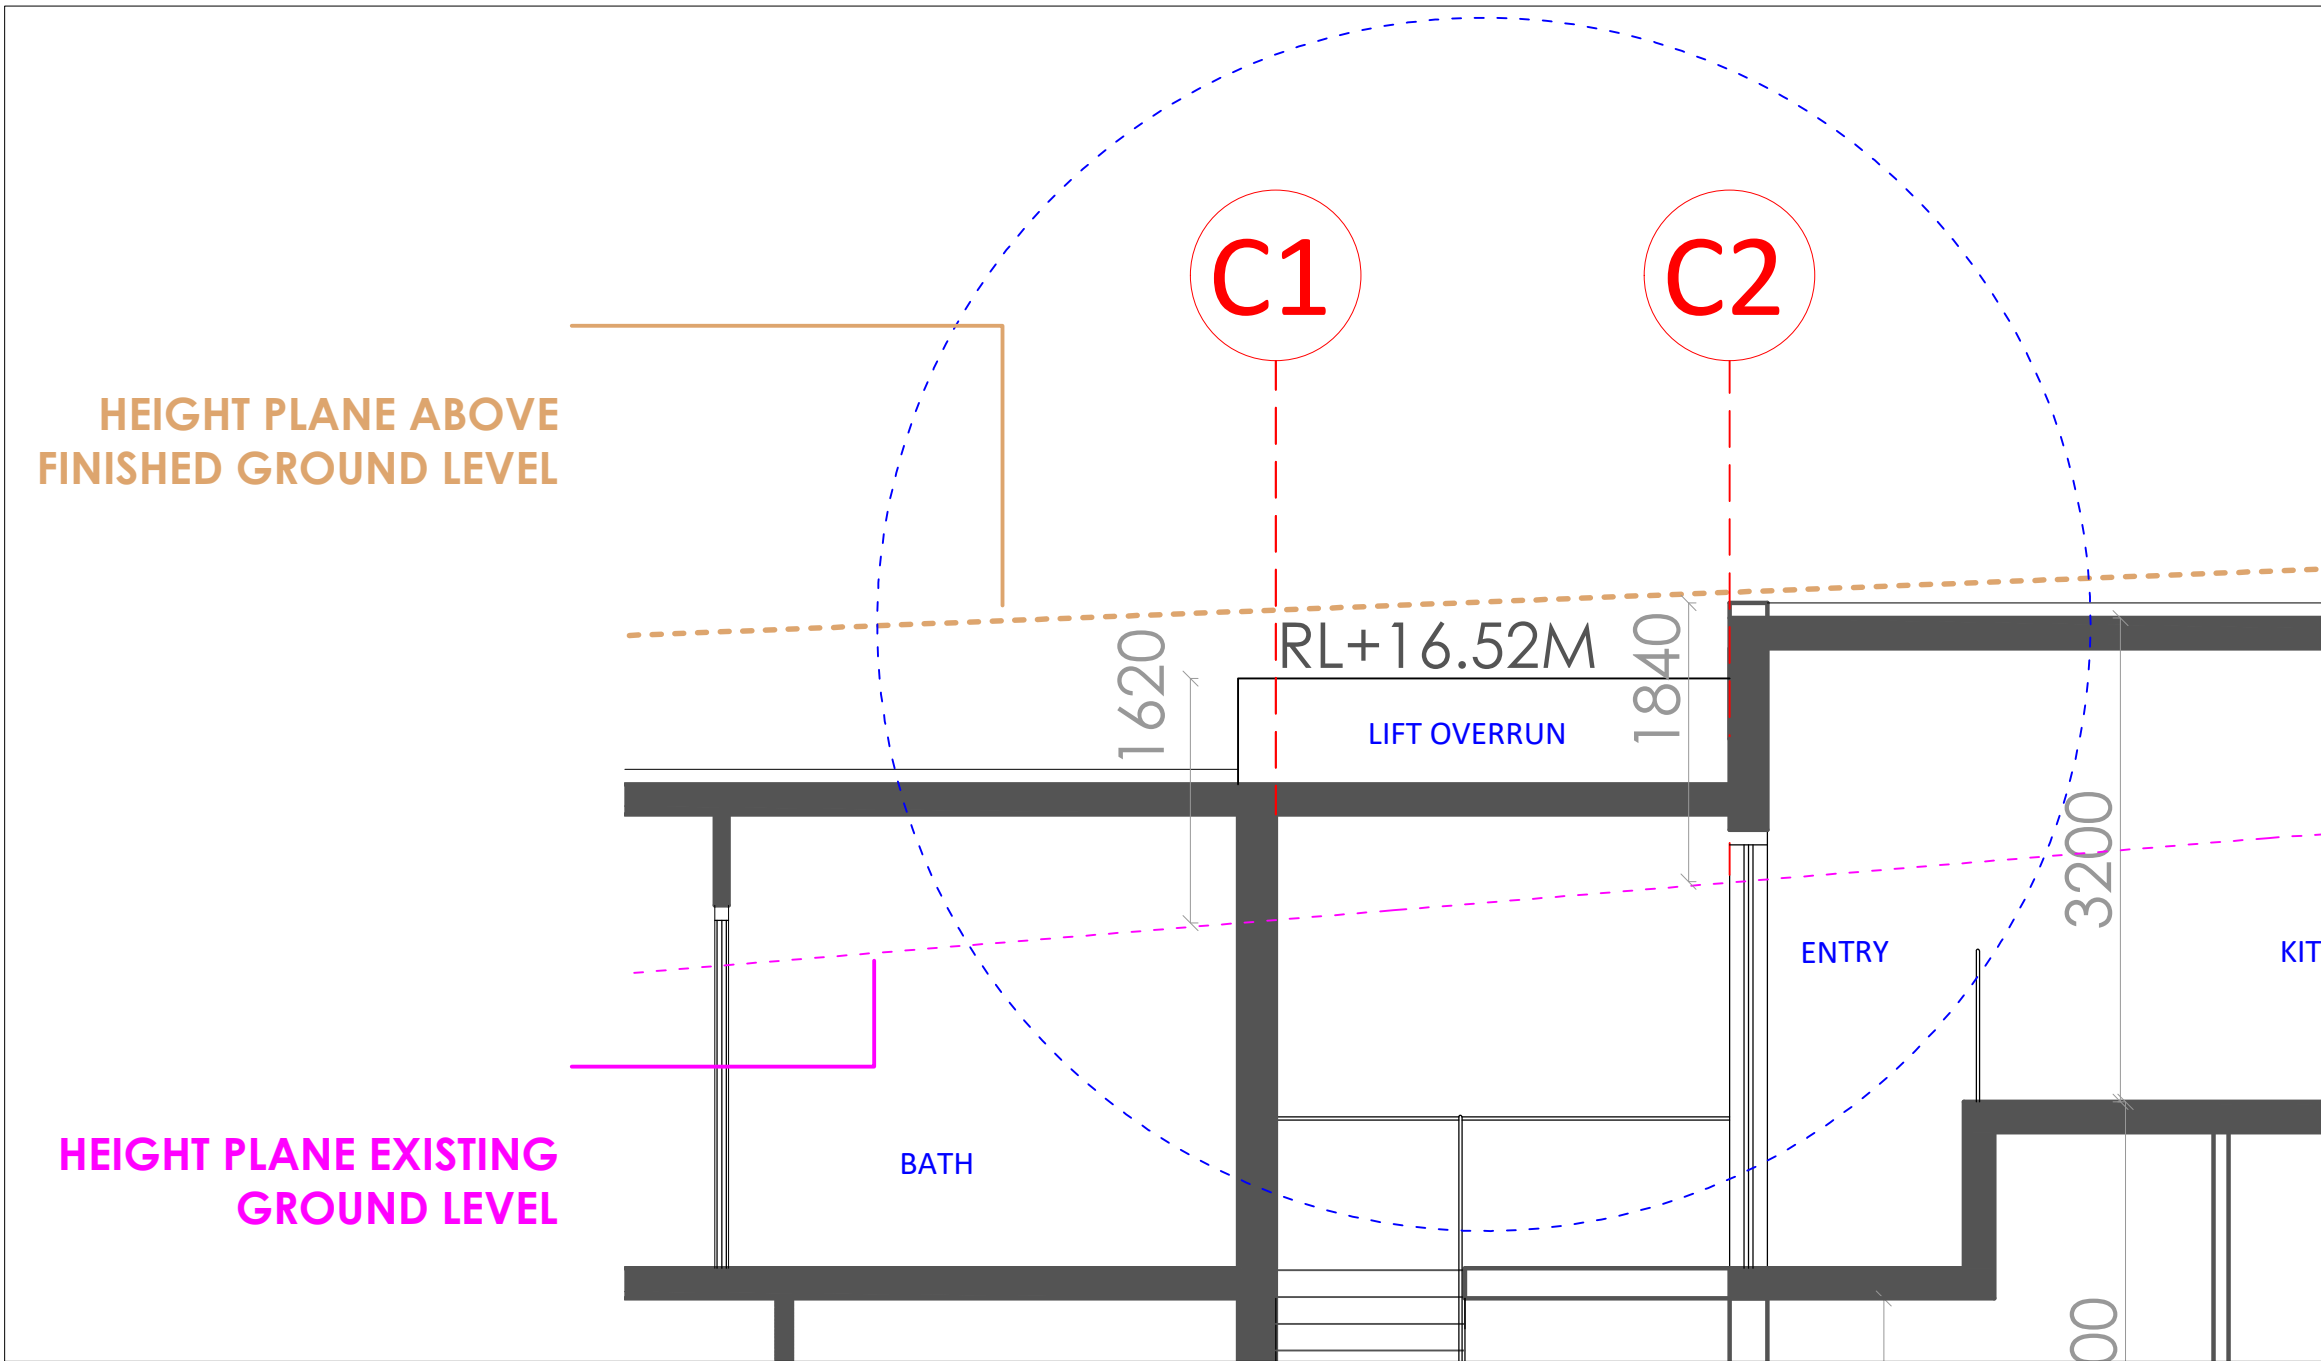 C1
C2
HEIGHT PLANE ABOVE
FINISHED GROUND LEVEL
RL+16.52M
1620
1840
LIFT OVERRUN
3200
ENTRY
KIT
HEIGHT PLANE EXISTING
GROUND LEVEL
BATH
00